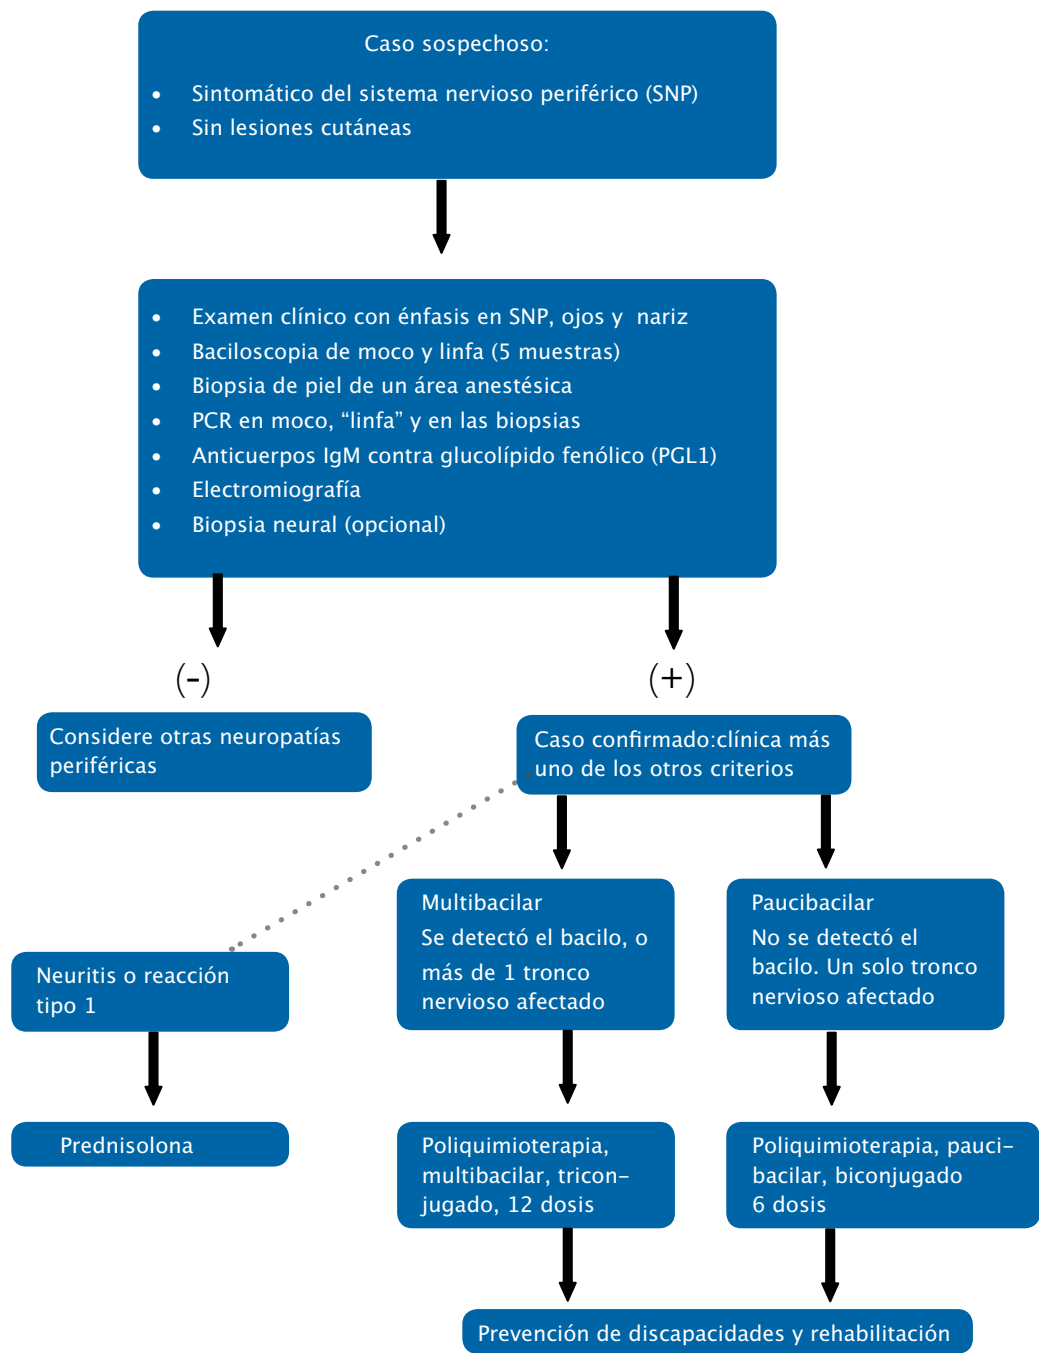 Caso sospechoso:
• Sintomático del sistema nervioso periférico (SNP)
• Sin lesiones cutáneas
• Examen clínico con énfasis en SNP, ojos y nariz
• Baciloscopia de moco y linfa (5 muestras)
• Biopsia de piel de un área anestésica
• PCR en moco, “linfa” y en las biopsias
• Anticuerpos IgM contra glucolípido fenólico (PGL1)
• Electromiografía
• Biopsia neural (opcional)
(-)
(+)
Considere otras neuropatías
periféricas
Caso confirmado:clínica más
uno de los otros criterios
Neuritis o reacción
tipo 1
Multibacilar
Se detectó el bacilo, o
más de 1 tronco
nervioso afectado
Paucibacilar
No se detectó el
bacilo. Un solo tronco
nervioso afectado
Prednisolona
Poliquimioterapia,
multibacilar, tricon-
jugado, 12 dosis
Poliquimioterapia, pauci-
bacilar, biconjugado
6 dosis
Prevención de discapacidades y rehabilitación